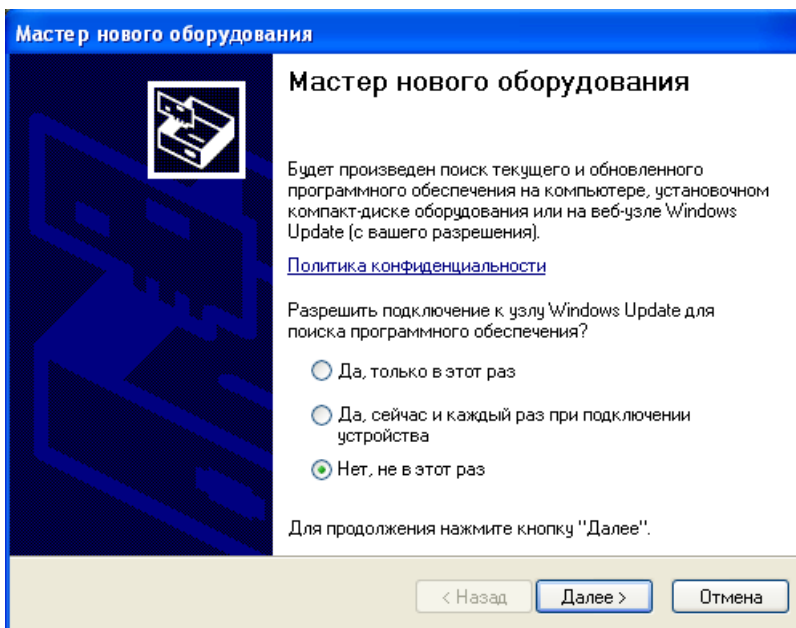 Мастер нового оборудования
Мастер нового оборудования
Будет произведен поиск текущего и обновленного
программного обеспечения на компьютере, установочном
компакт-диске оборудования или на веб-узле Windows
Update (с вашего разрешения).
Политика конфиденциальности
Разрешить подключение к узлу Windows Update для
поиска программного обеспечения?
Да, только в этот раз
Да, сейчас и каждый раз при подключении
устройства
Нет, не в этот раз
Для продолжения нажмите кнопку "Далее".
< Назад Далее > Отмена